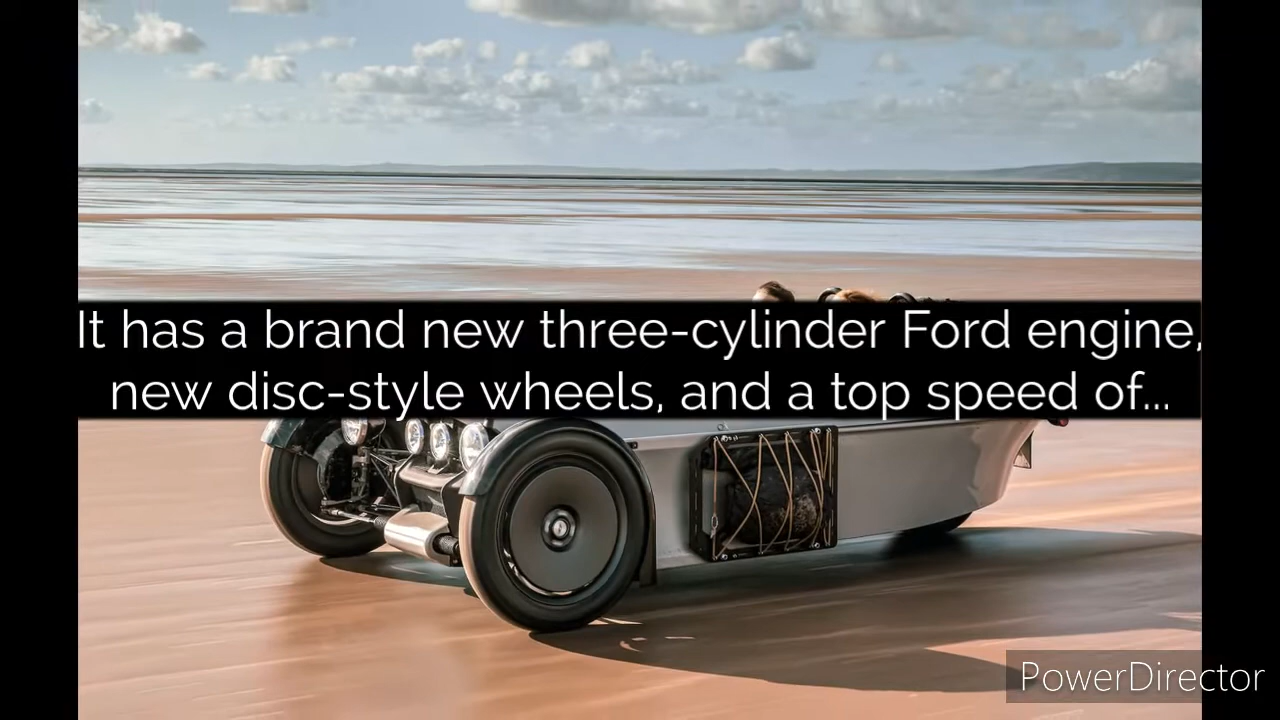 It has a brand new three-cylinder Ford engine,
new disc-style wheels, and a top speed of...
PowerDirector